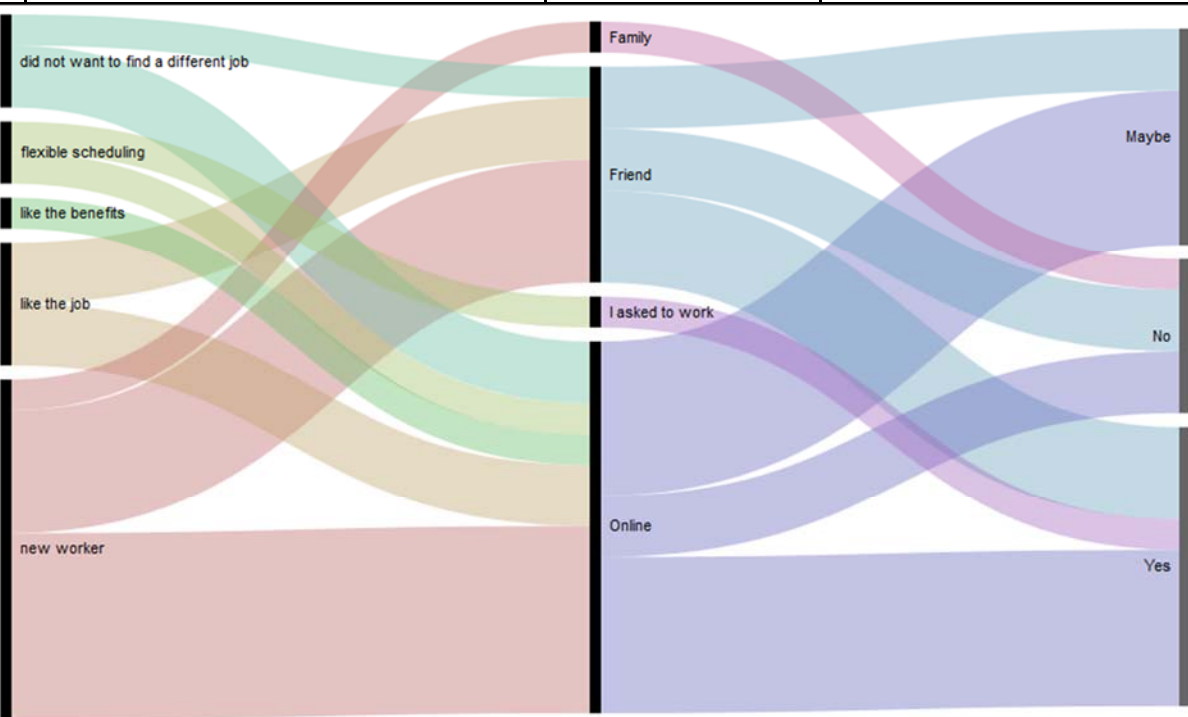 did not want to find a different job
flexible scheduling
like the benefits
like the job
new worker
Family
Friend
I asked to work
Online
Maybe
No
Yes